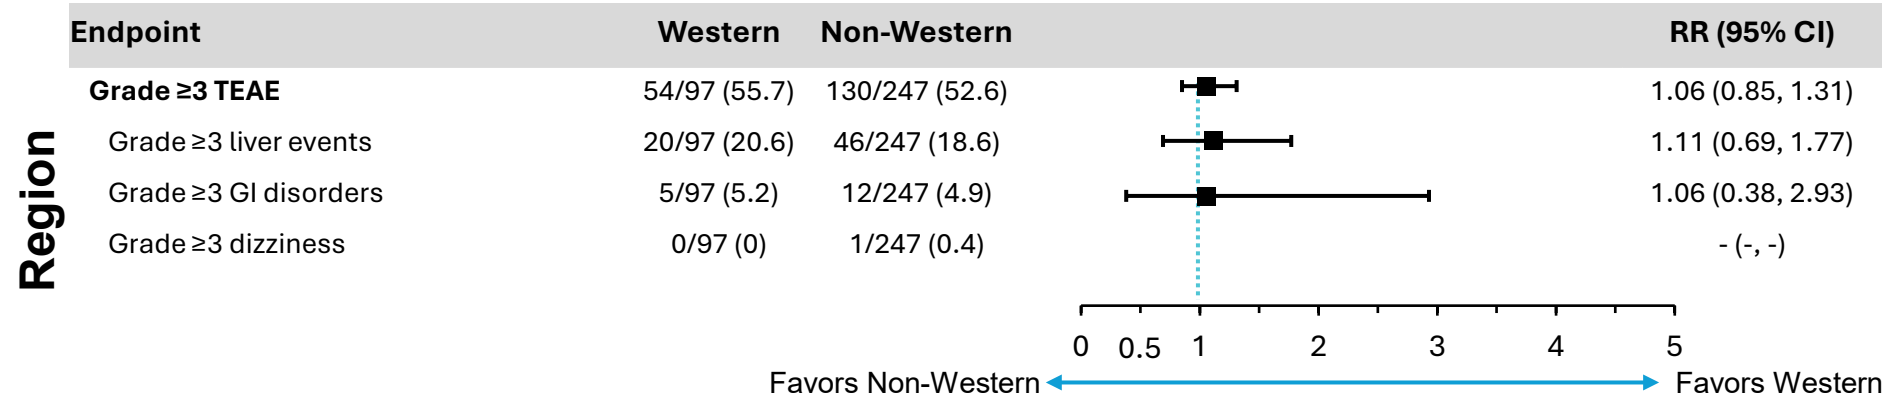 Endpoint Western Non-Western RR (95% CI)
Region
Grade ≥3 TEAE 54/97 (55.7) 130/247 (52.6) 1.06 (0.85, 1.31)
Grade ≥3 liver events 20/97 (20.6) 46/247 (18.6) 1.11 (0.69, 1.77)
Grade ≥3 GI disorders 5/97 (5.2) 12/247 (4.9) 1.06 (0.38, 2.93)
Grade ≥3 dizziness 0/97 (0) 1/247 (0.4) - (-, -)
0 0.5 1 2 3 4 5
Favors Non-Western Favors Western